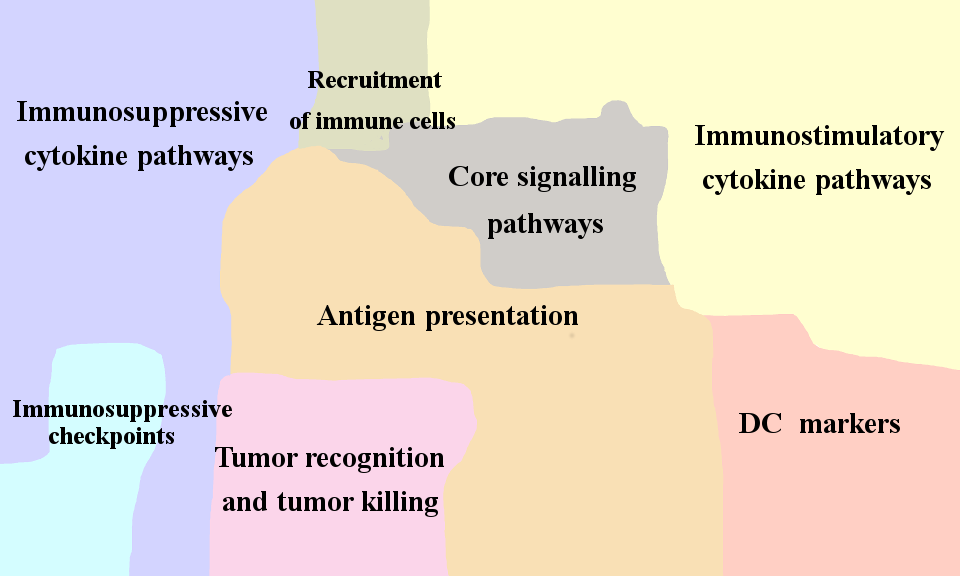 Recruitment
of immune cells
Immunosuppressive
cytokine pathways
Immunostimulatory
cytokine pathways
Core signalling
pathways
Antigen presentation
Immunosuppressive
checkpoints
DC markers
Tumor recognition
and tumor killing